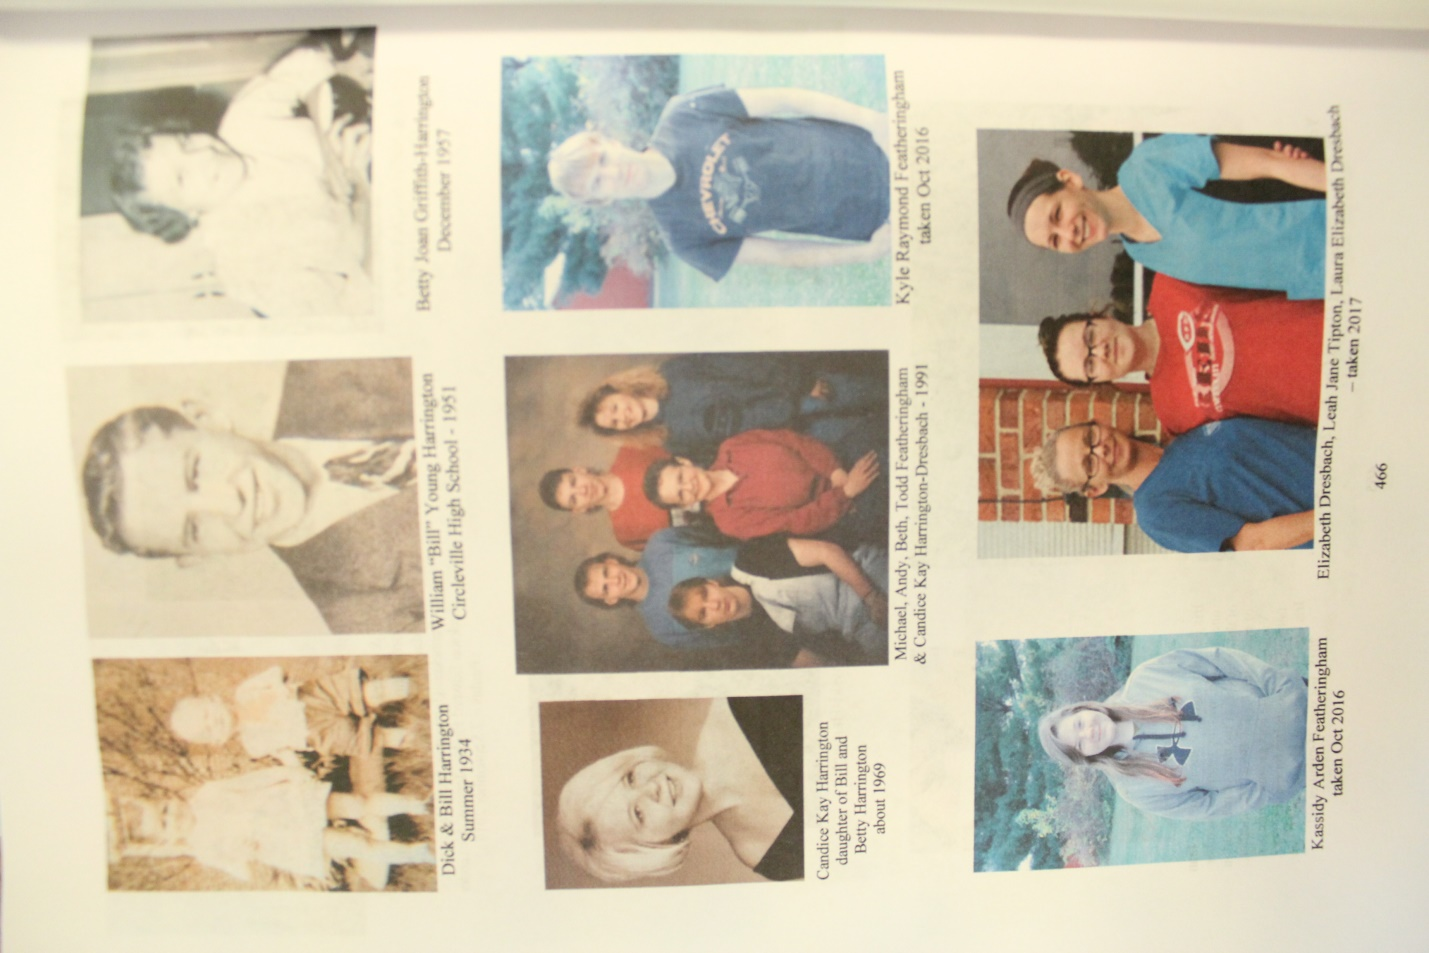 Dick & Bill Harrington
Summer 1934
William "Bill" Young Harrington
Circleville High School - 1951
Betty Joan Griffith-Harrington
December 1957
Candice Kay Harrington
daughter of Bill and
Betty Harrington
about 1969
Michael, Andy, Beth, Todd Featheringham
& Candice Kay Harrington-Dresbach - 1991
CHEVROLET
Kyle Raymond Featheringham
taken Oct 2016
Kassidy Arden Featheringham
taken Oct 2016
REDS
Elizabeth Dresbach, Leah Jane Tipton, Laura Elizabeth Dresbach
– taken 2017
466